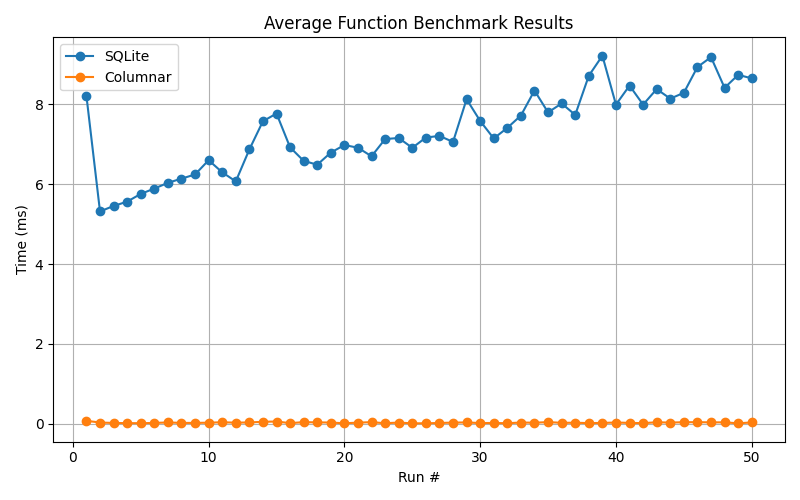 Average Function Benchmark Results
SQLite
Columnar
Time (ms)
8
6
4
2
0
0 10 20 30 40 50
Run #